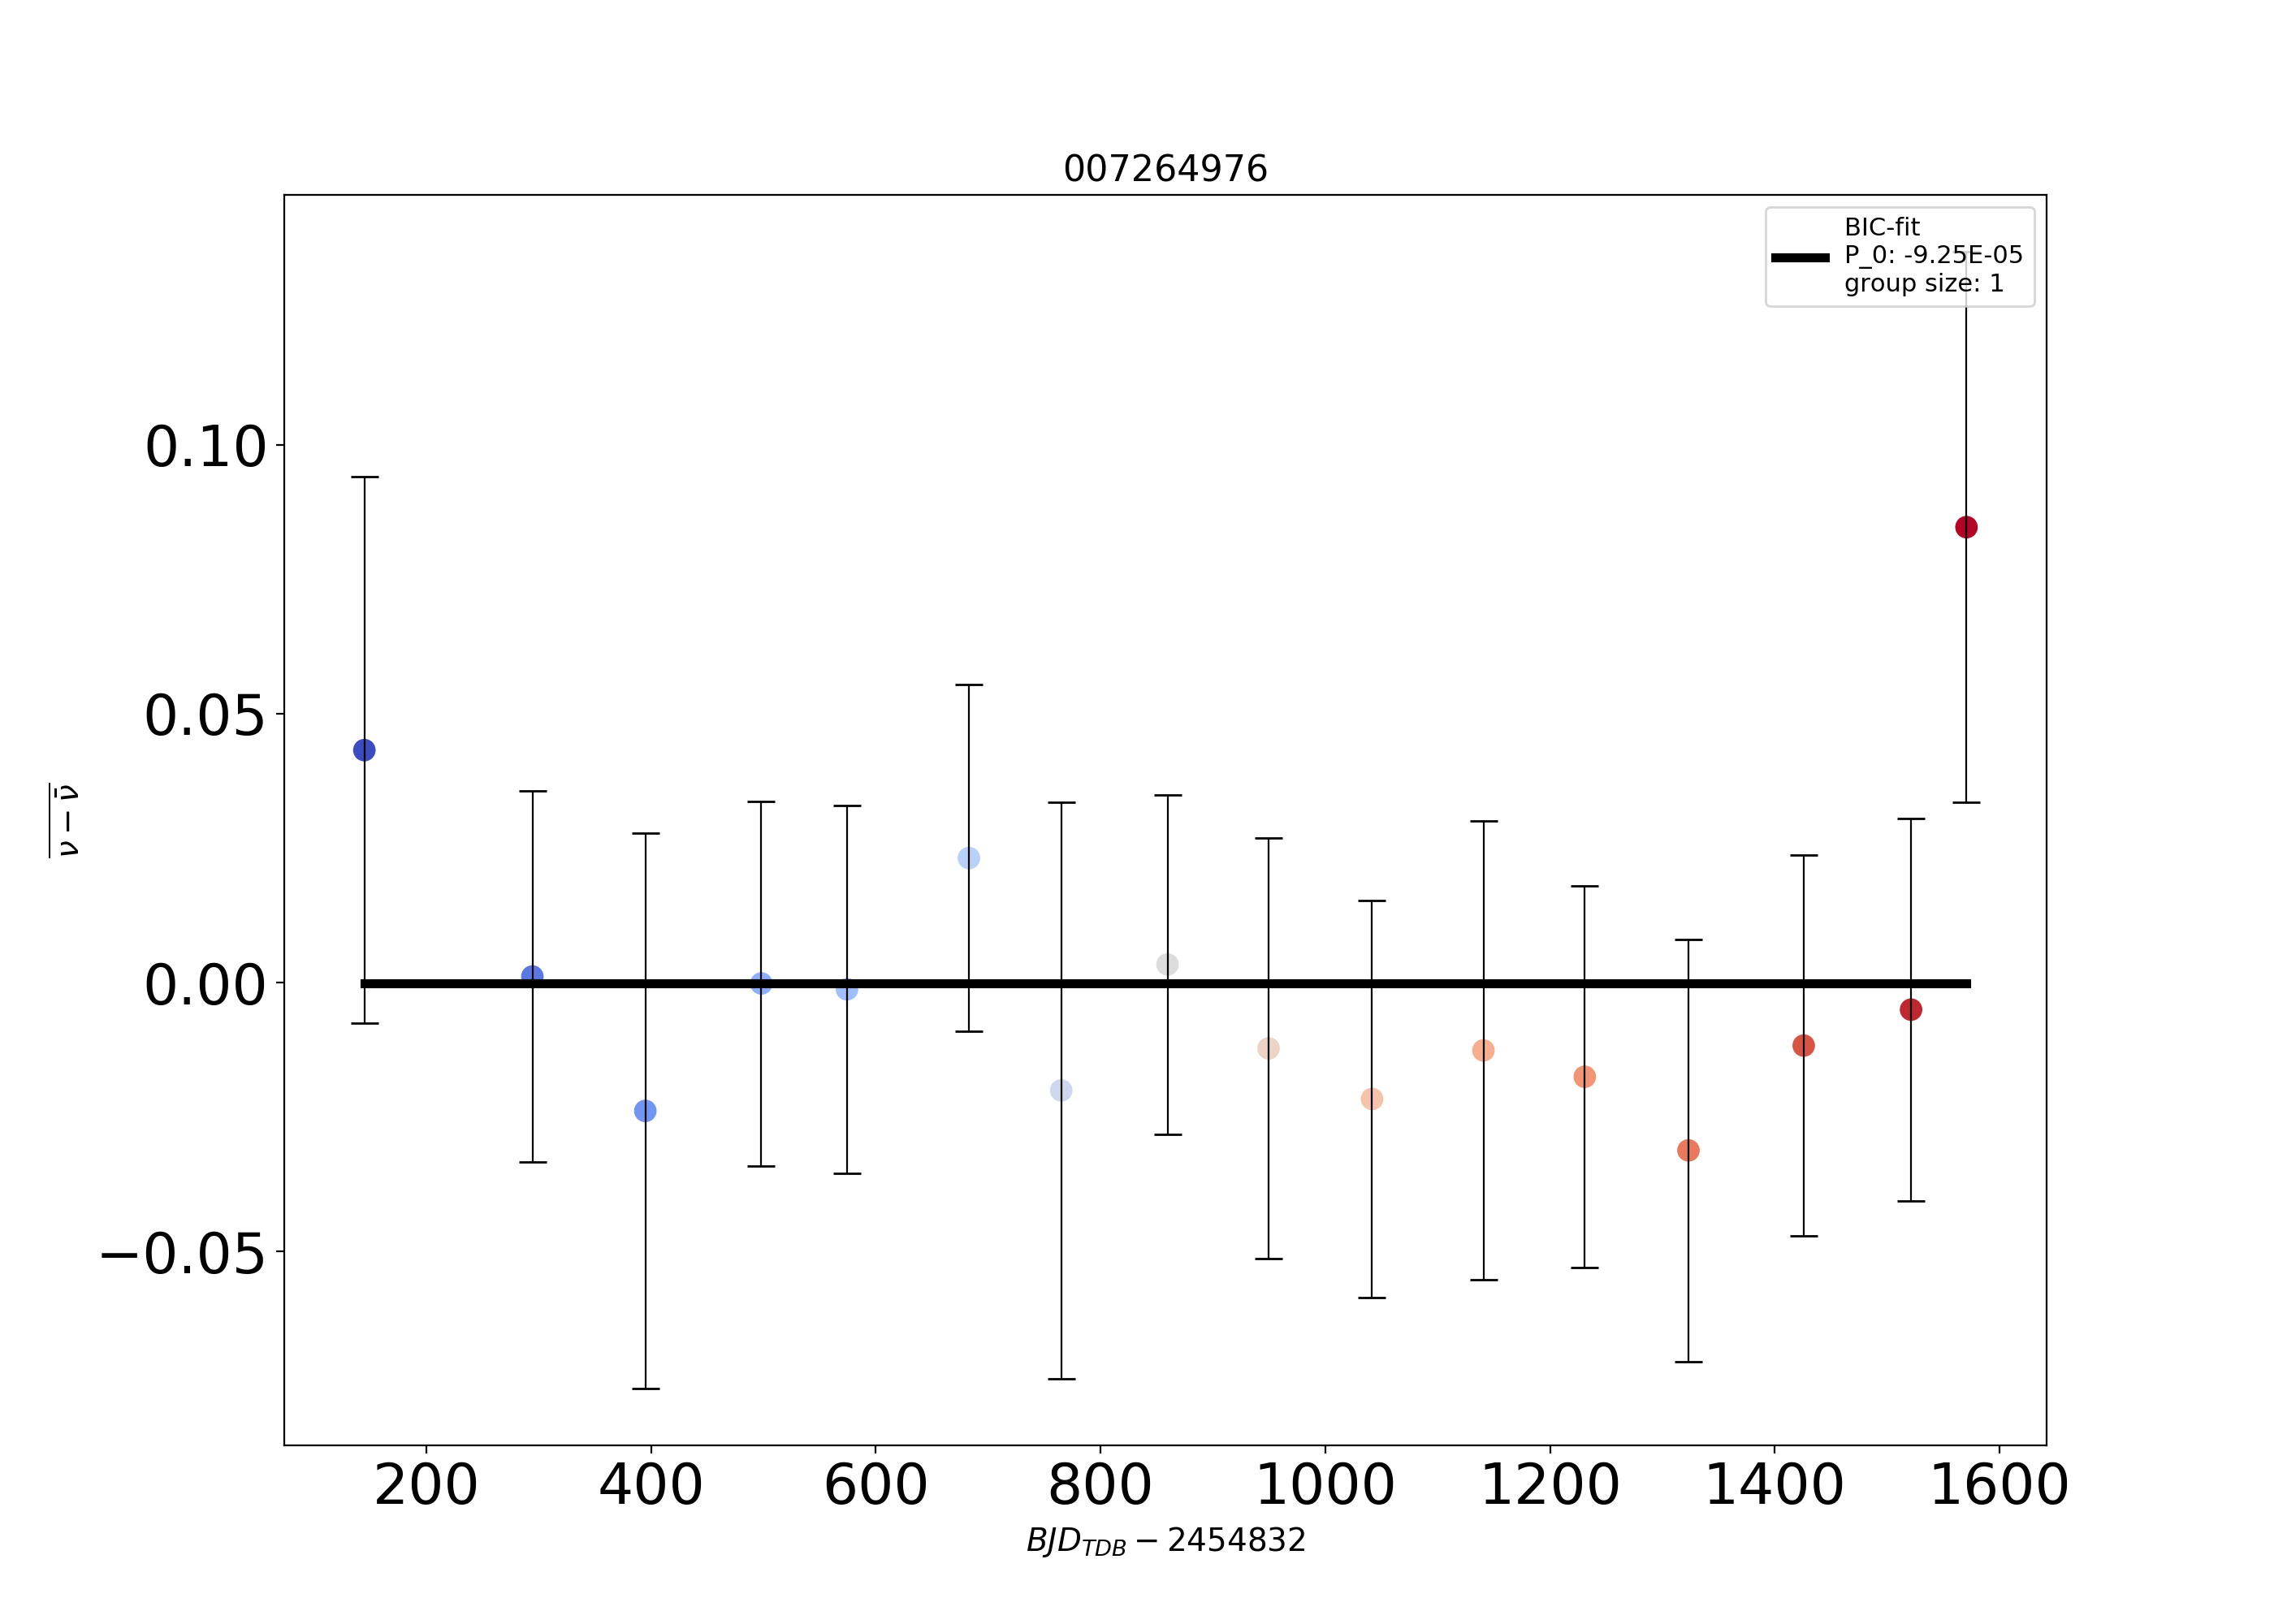 007264976
BIC-fit
P_0: -9.25E-05
group size: 1
0.10
0.05
0.00
−0.05
ν − ν̄
200 400 600 800 1000 1200 1400 1600
BJD_TDB − 2454832